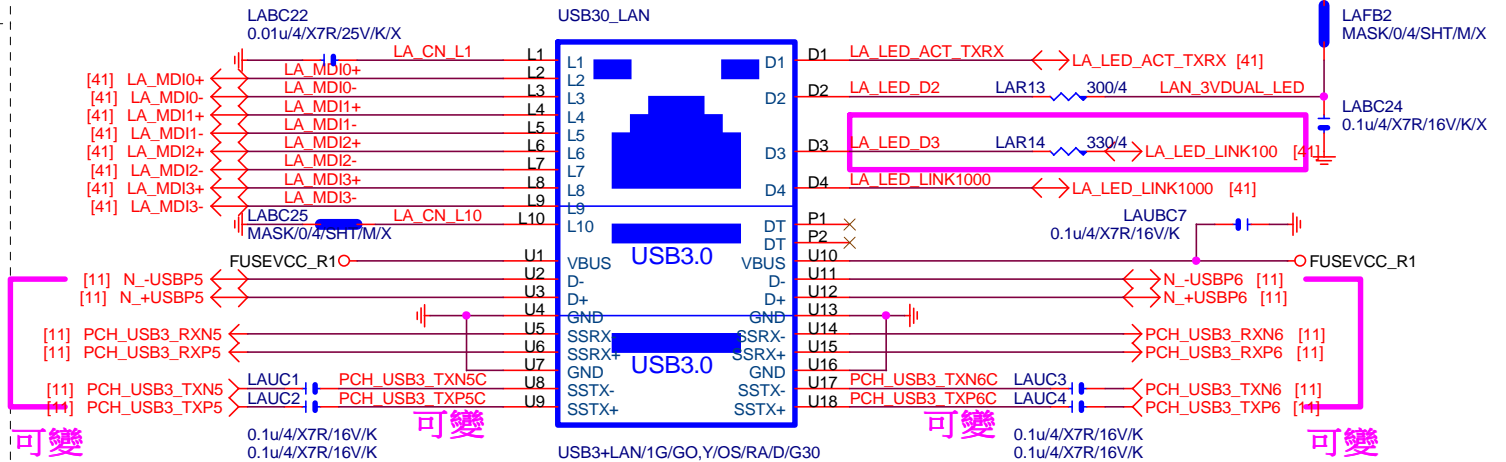 LABC22
0.01u/4/X7R/25V/K/X
USB30_LAN
LAFB2
MASK/0/4/SHT/M/X
LA_CN_L1 L1 L1 D1 D1 LA_LED_ACT_TXRX LA_LED_ACT_TXRX [41]
[41] LA_MDI0+ LA_MDI0+ L2 L2
[41] LA_MDI0- LA_MDI0- L3 L3 D2 D2 LA_LED_D2 LAR13 300/4 LAN_3VDUAL_LED
[41] LA_MDI1+ LA_MDI1+ L4 L4
LABC24
0.1u/4/X7R/16V/K/X
[41] LA_MDI1- LA_MDI1- L5 L5
[41] LA_MDI2+ LA_MDI2+ L6 L6 D3 D3 LA_LED_D3 LAR14 330/4 LA_LED_LINK100 [41]
[41] LA_MDI2- LA_MDI2- L7 L7
[41] LA_MDI3+ LA_MDI3+ L8 L8 D4 D4 LA_LED_LINK1000 LA_LED_LINK1000 [41]
[41] LA_MDI3- LA_MDI3- L9 L9
LABC25 LA_CN_L10 L10 L10 DT P1
MASK/0/4/SHT/M/X
DT P2
LAUBC7
0.1u/4/X7R/16V/K
USB3.0
FUSEVCC_R1 U1 VBUS VBUS U10 FUSEVCC_R1
[11] N_-USBP5 U2 D- D- U11 N_-USBP6 [11]
[11] N_+USBP5 U3 D+ D+ U12 N_+USBP6 [11]
U4 GND GND U13
[11] PCH_USB3_RXN5 U5 SSRX- SSRX- U14 PCH_USB3_RXN6 [11]
[11] PCH_USB3_RXP5 U6 SSRX+ SSRX+ U15 PCH_USB3_RXP6 [11]
USB3.0
U7 GND GND U16
[11] PCH_USB3_TXN5 LAUC1 PCH_USB3_TXN5C U8 SSTX- SSTX- U17 PCH_USB3_TXN6C LAUC3 PCH_USB3_TXN6 [11]
[11] PCH_USB3_TXP5 LAUC2 PCH_USB3_TXP5C U9 SSTX+ SSTX+ U18 PCH_USB3_TXP6C LAUC4 PCH_USB3_TXP6 [11]
可變 可變 可變 可變
0.1u/4/X7R/16V/K
0.1u/4/X7R/16V/K
USB3+LAN/1G/GO,Y/OS/RA/D/G30
0.1u/4/X7R/16V/K
0.1u/4/X7R/16V/K